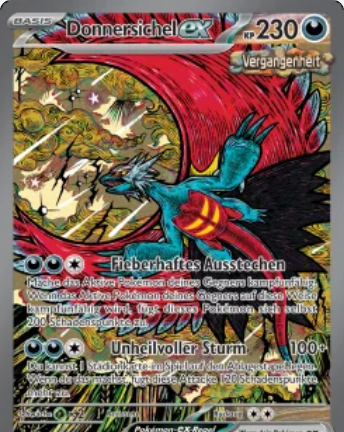 BASIS
Donnersichel ex
KP 230
Vergangenheit
Fieberhaftes Ausstechen
Mache das Aktive Pokémon deines Gegners kampfunfähig.
Wenn das Aktive Pokémon deines Gegners auf diese Weise
kampfunfähig wird, fügt dieses Pokémon sich selbst
200 Schadenspunkte zu.
Unheilvoller Sturm 100+
Du kannst 1 Stadionkarte im Spiel auf den Ablagestapel legen.
Wenn du das machst, fügt diese Attacke 120 Schadenspunkte
mehr zu.
Pokémon-ex-Regel